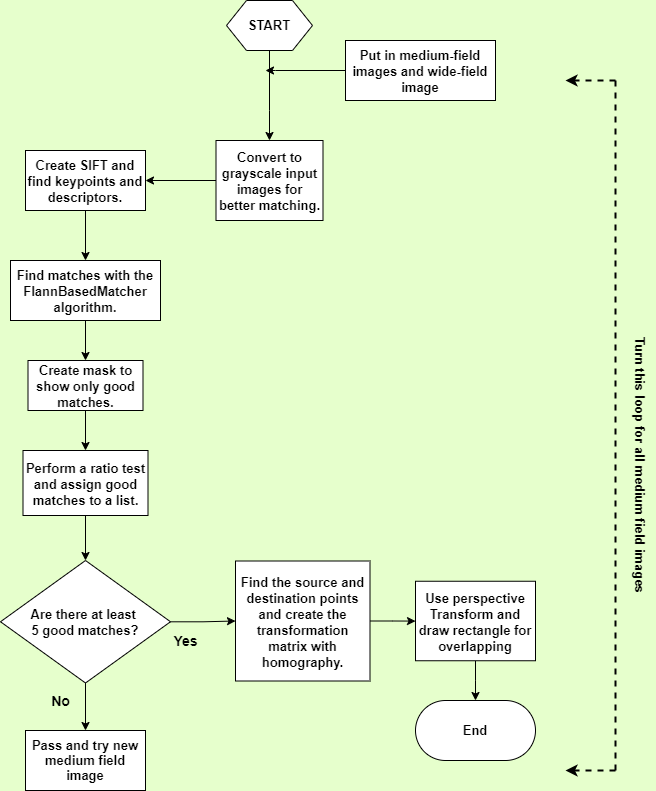 START
Put in medium-field
images and wide-field
image
Convert to
grayscale input
images for
better matching.
Create SIFT and
find keypoints and
descriptors.
Find matches with the
FlannBasedMatcher
algorithm.
Create mask to
show only good
matches.
Perform a ratio test
and assign good
matches to a list.
Are there at least
5 good matches?
Yes
Find the source and
destination points
and create the
transformation
matrix with
homography.
Use perspective
Transform and
draw rectangle for
overlapping
End
No
Pass and try new
medium field
image
Turn this loop for all medium field images